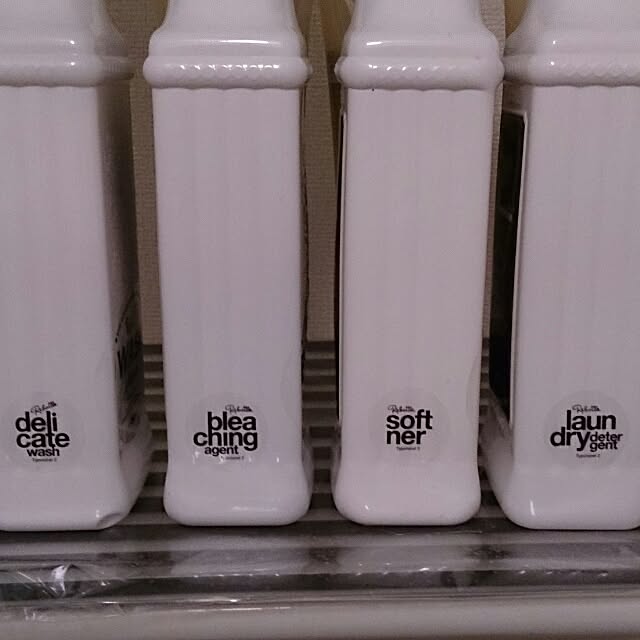 deli
cate
wash
blea
ching
agent
soft
ner
laun
dry deter
gent